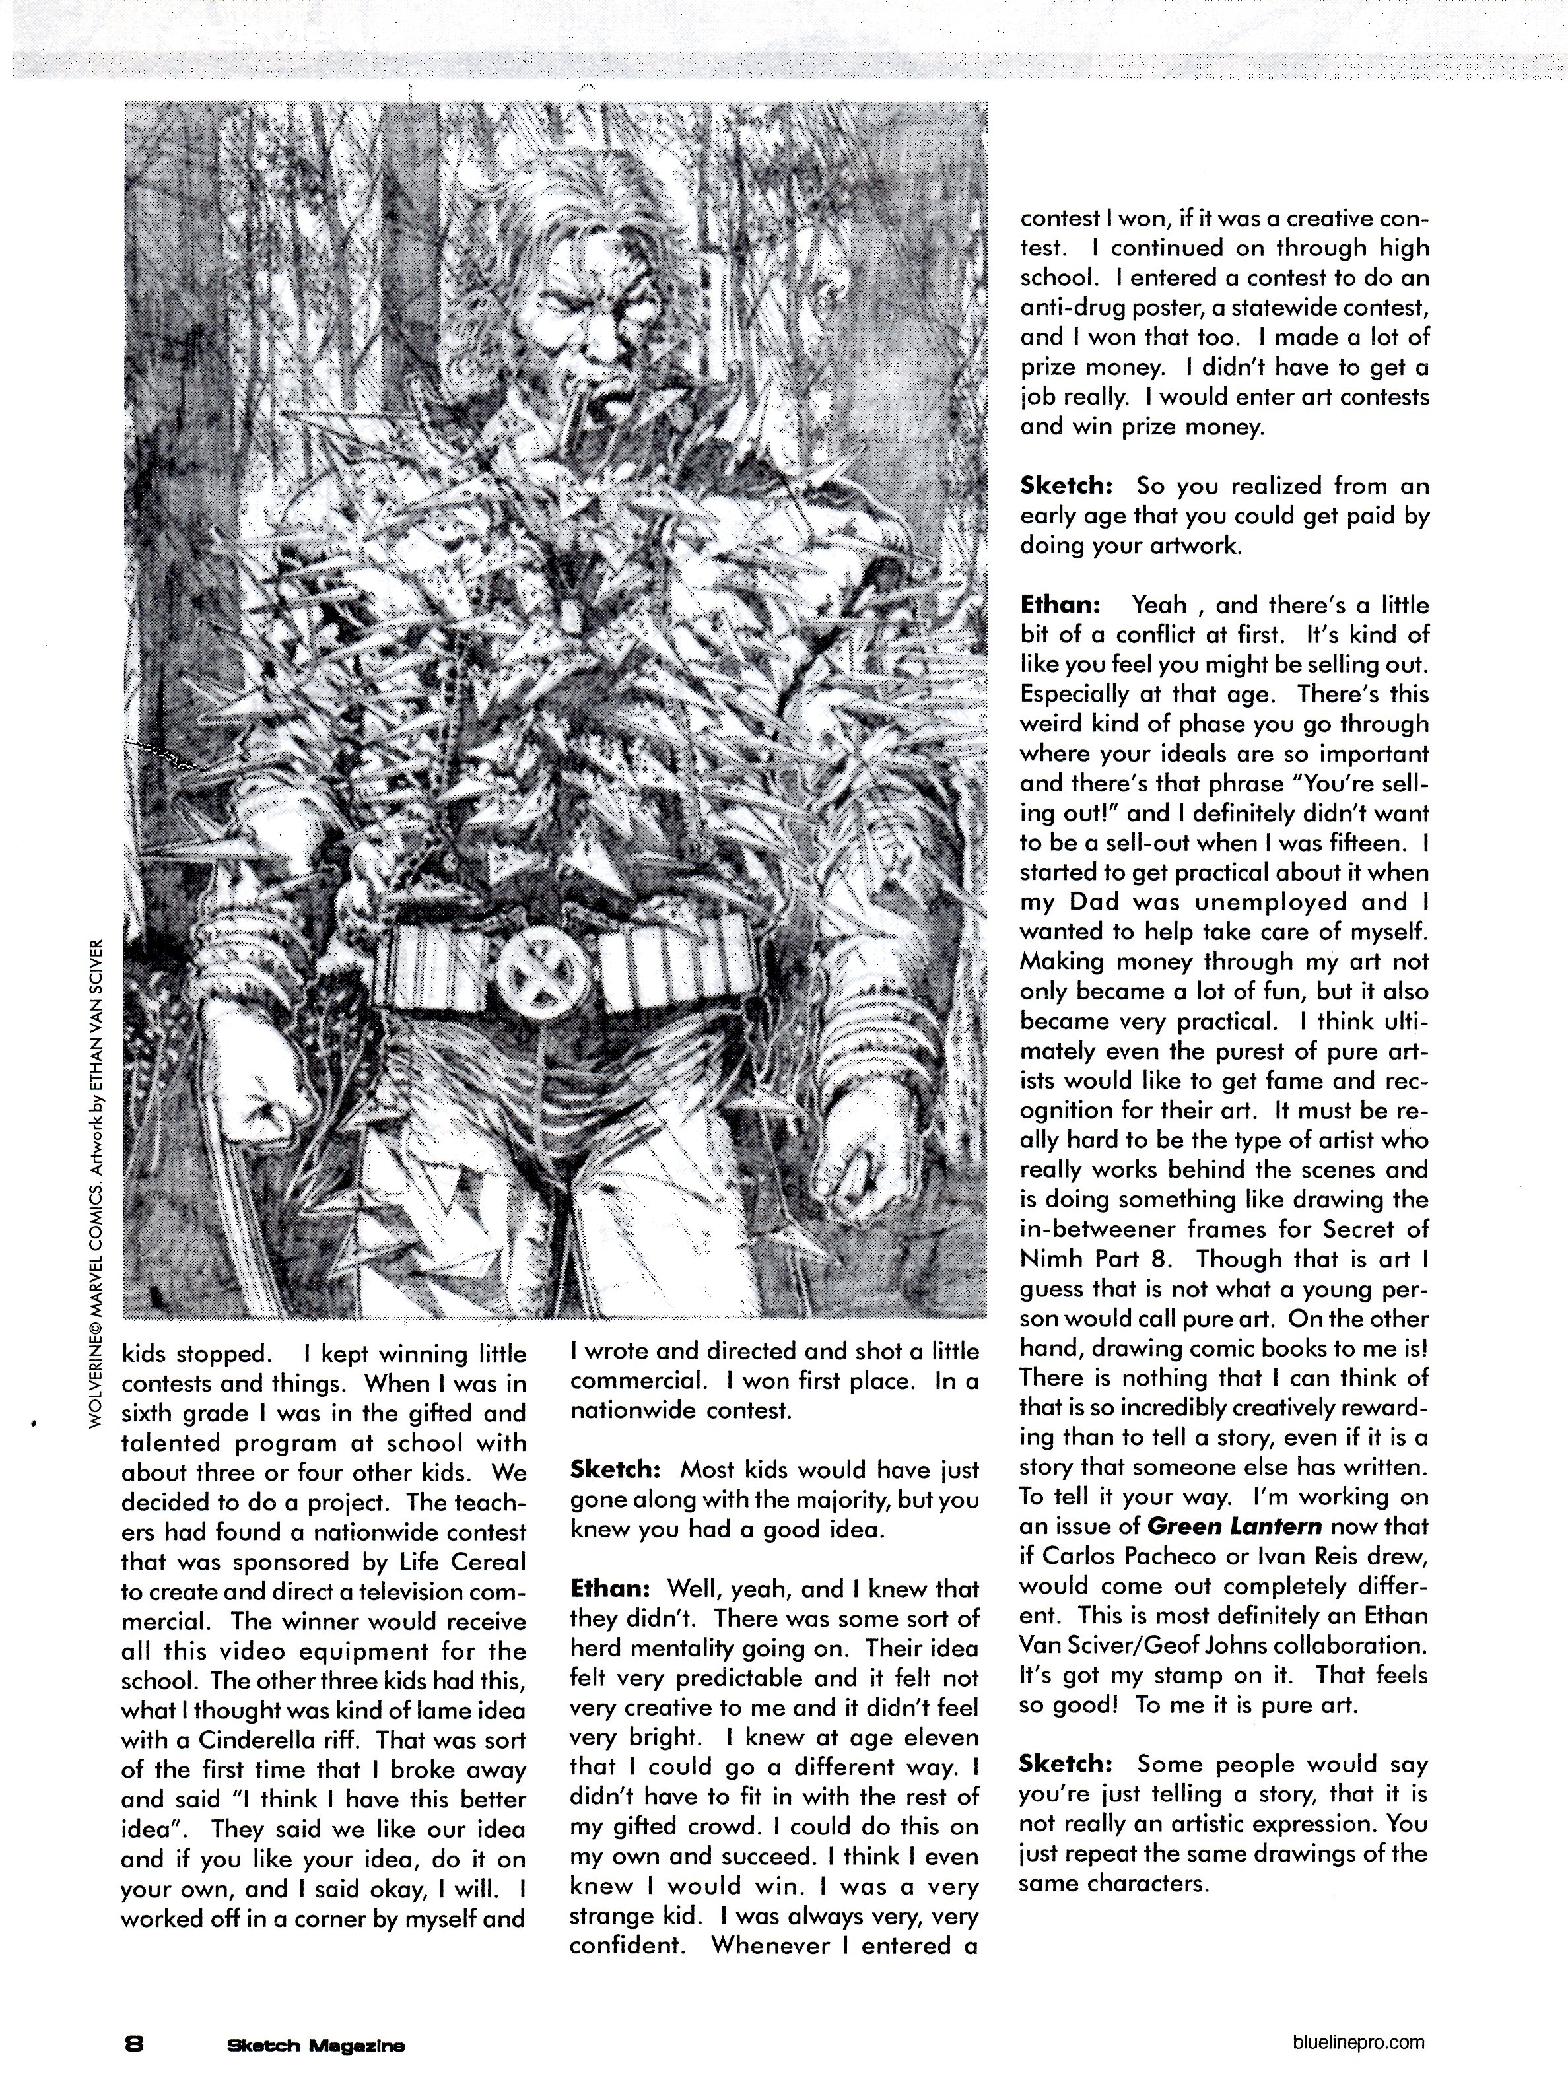 WOLVERINE© MARVEL COMICS. Artwork by ETHAN VAN SCIVER
kids stopped. I kept winning little
contests and things. When I was in
sixth grade I was in the gifted and
talented program at school with
about three or four other kids. We
decided to do a project. The teach-
ers had found a nationwide contest
that was sponsored by Life Cereal
to create and direct a television com-
mercial. The winner would receive
all this video equipment for the
school. The other three kids had this,
what I thought was kind of lame idea
with a Cinderella riff. That was sort
of the first time that I broke away
and said "I think I have this better
idea". They said we like our idea
and if you like your idea, do it on
your own, and I said okay, I will. I
worked off in a corner by myself and
I wrote and directed and shot a little
commercial. I won first place. In a
nationwide contest.
Sketch: Most kids would have just
gone along with the majority, but you
knew you had a good idea.
Ethan: Well, yeah, and I knew that
they didn't. There was some sort of
herd mentality going on. Their idea
felt very predictable and it felt not
very creative to me and it didn't feel
very bright. I knew at age eleven
that I could go a different way. I
didn't have to fit in with the rest of
my gifted crowd. I could do this on
my own and succeed. I think I even
knew I would win. I was a very
strange kid. I was always very, very
confident. Whenever I entered a
contest I won, if it was a creative con-
test. I continued on through high
school. I entered a contest to do an
anti-drug poster, a statewide contest,
and I won that too. I made a lot of
prize money. I didn't have to get a
job really. I would enter art contests
and win prize money.
Sketch: So you realized from an
early age that you could get paid by
doing your artwork.
Ethan: Yeah , and there's a little
bit of a conflict at first. It's kind of
like you feel you might be selling out.
Especially at that age. There's this
weird kind of phase you go through
where your ideals are so important
and there's that phrase "You're sell-
ing out!" and I definitely didn't want
to be a sell-out when I was fifteen. I
started to get practical about it when
my Dad was unemployed and I
wanted to help take care of myself.
Making money through my art not
only became a lot of fun, but it also
became very practical. I think ulti-
mately even the purest of pure art-
ists would like to get fame and rec-
ognition for their art. It must be re-
ally hard to be the type of artist who
really works behind the scenes and
is doing something like drawing the
in-betweener frames for Secret of
Nimh Part 8. Though that is art I
guess that is not what a young per-
son would call pure art. On the other
hand, drawing comic books to me is!
There is nothing that I can think of
that is so incredibly creatively reward-
ing than to tell a story, even if it is a
story that someone else has written.
To tell it your way. I'm working on
an issue of Green Lantern now that
if Carlos Pacheco or Ivan Reis drew,
would come out completely differ-
ent. This is most definitely an Ethan
Van Sciver/Geof Johns collaboration.
It's got my stamp on it. That feels
so good! To me it is pure art.
Sketch: Some people would say
you're just telling a story, that it is
not really an artistic expression. You
just repeat the same drawings of the
same characters.
8 Sketch Magazine
bluelinepro.com